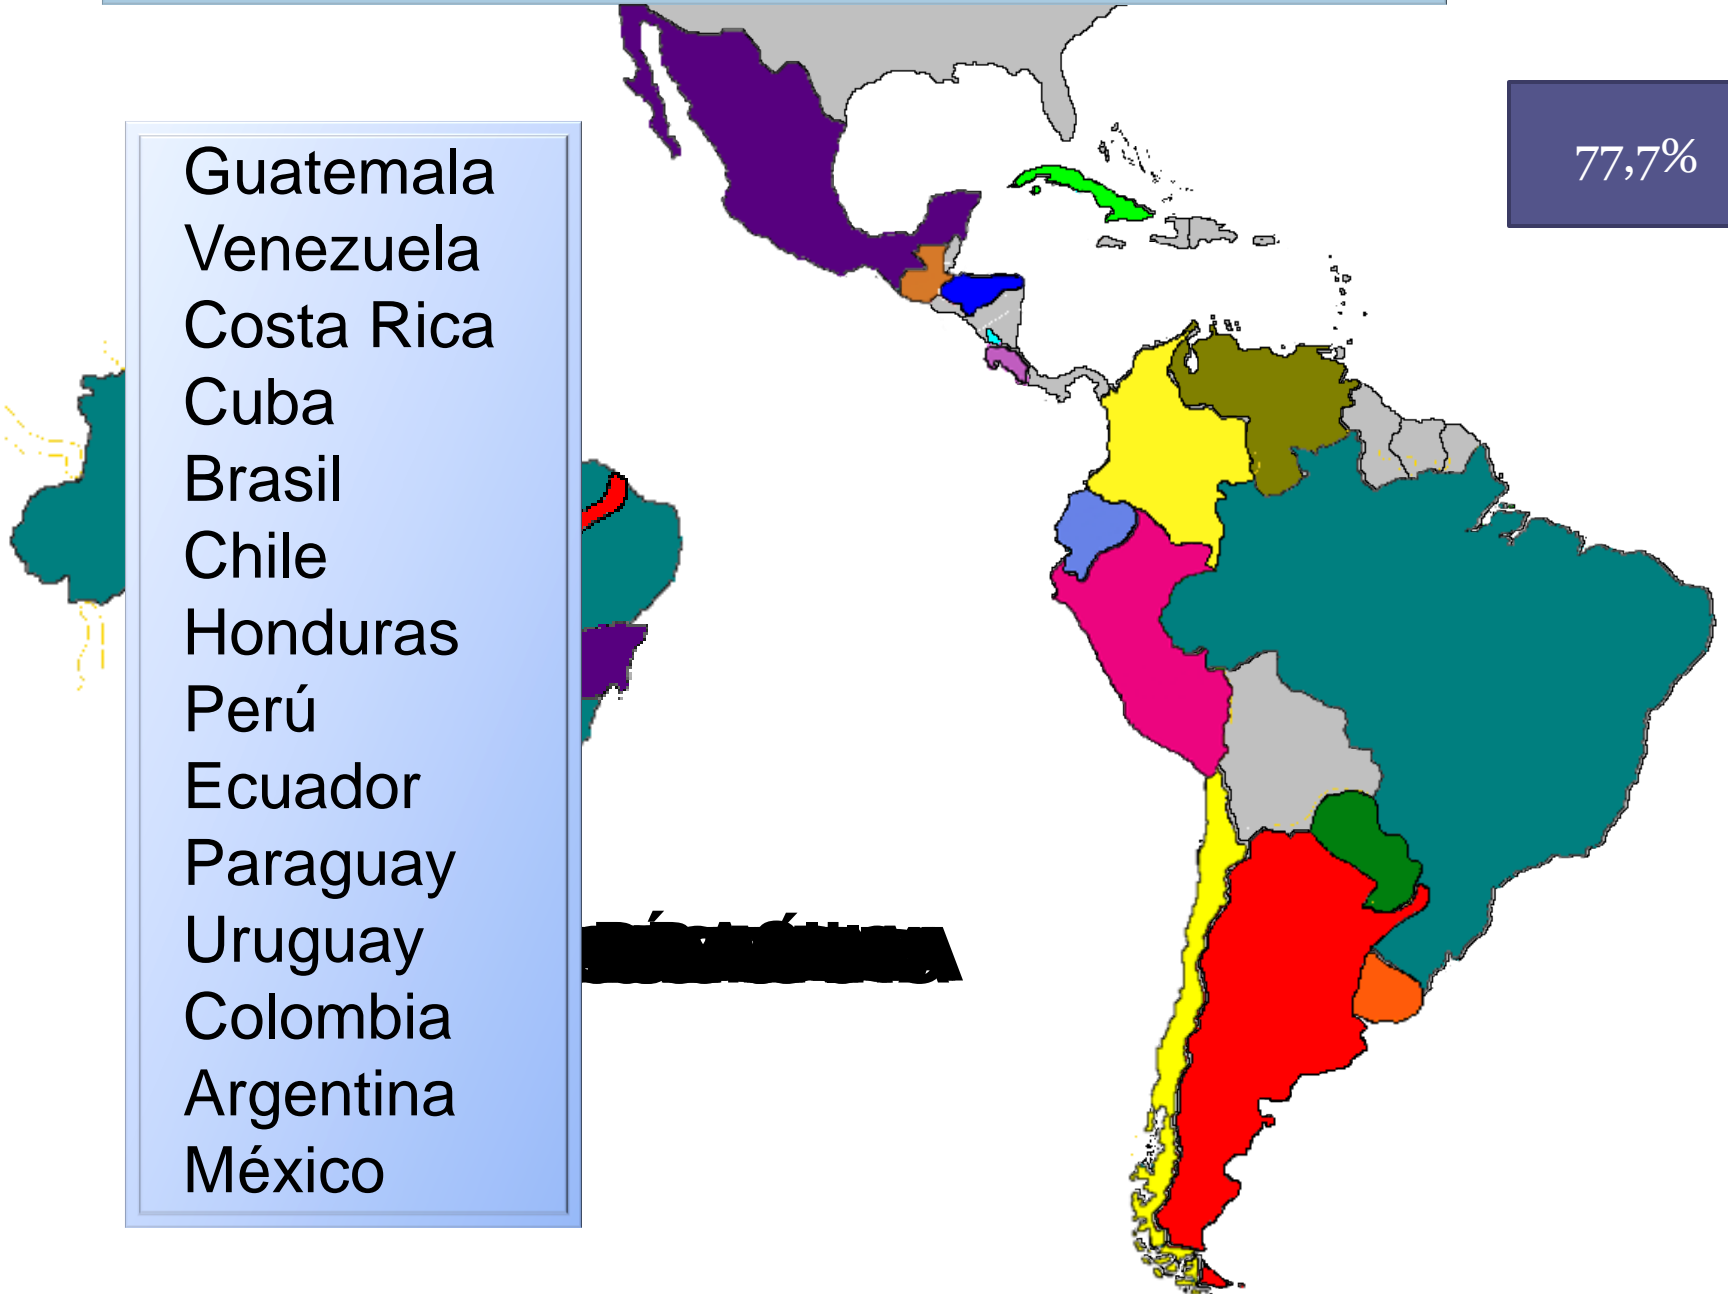 Guatemala
Venezuela
Costa Rica
Cuba
Brasil
Chile
Honduras
Perú
Ecuador
Paraguay
Uruguay
Colombia
Argentina
México
77,7%